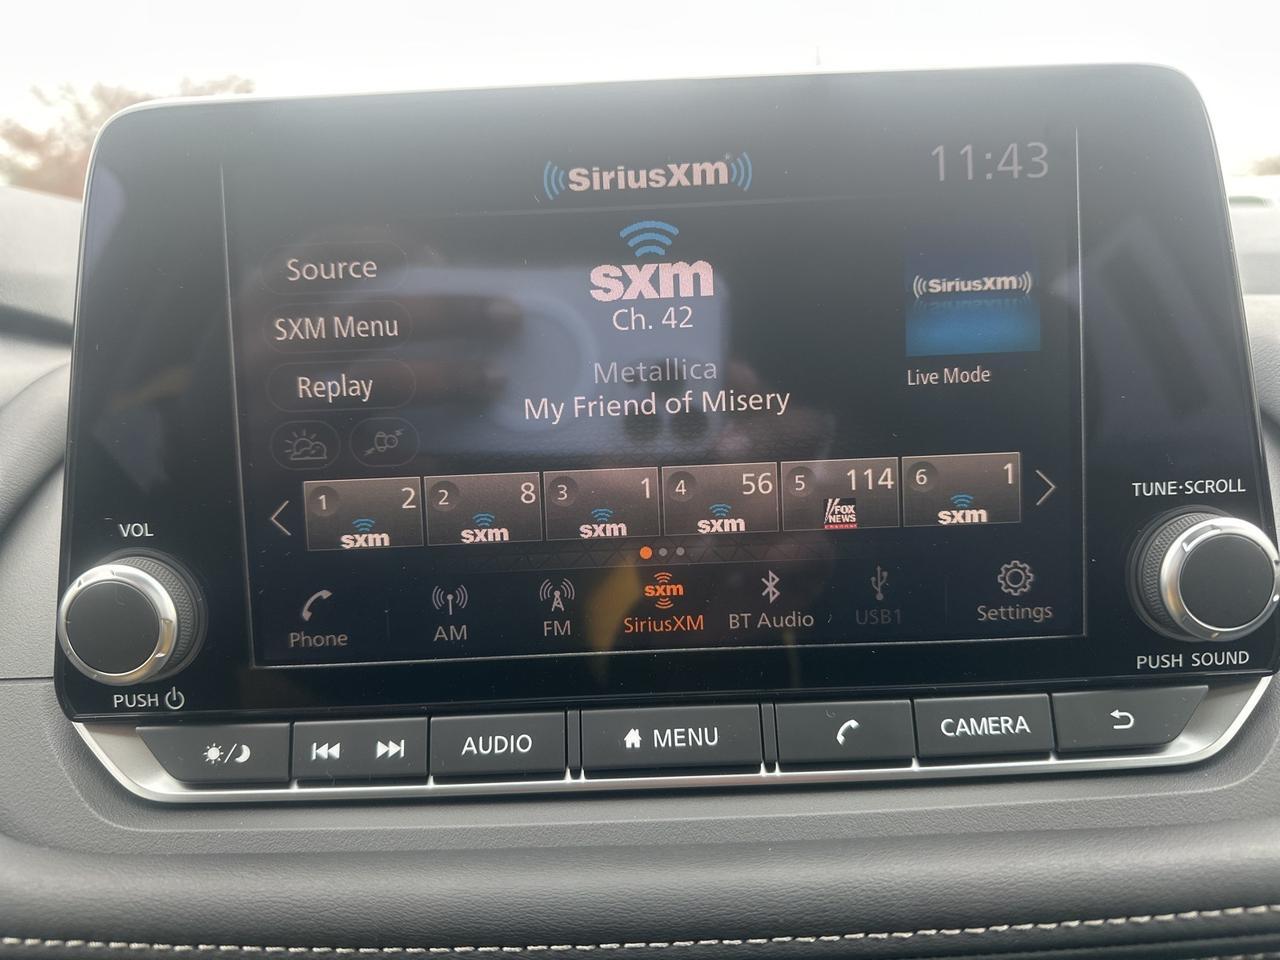 SiriusXM
11:43
Source
SXM Menu
Replay
sxm
Ch. 42
Metallica
My Friend of Misery
SiriusXM
Live Mode
1 2 sxm
2 8 sxm
3 1 sxm
4 56 sxm
5 114 FOX NEWS channel
6 1 sxm
Phone
AM
FM
sxm
SiriusXM
BT Audio
USB1
Settings
VOL
PUSH
TUNE·SCROLL
PUSH SOUND
AUDIO
MENU
CAMERA